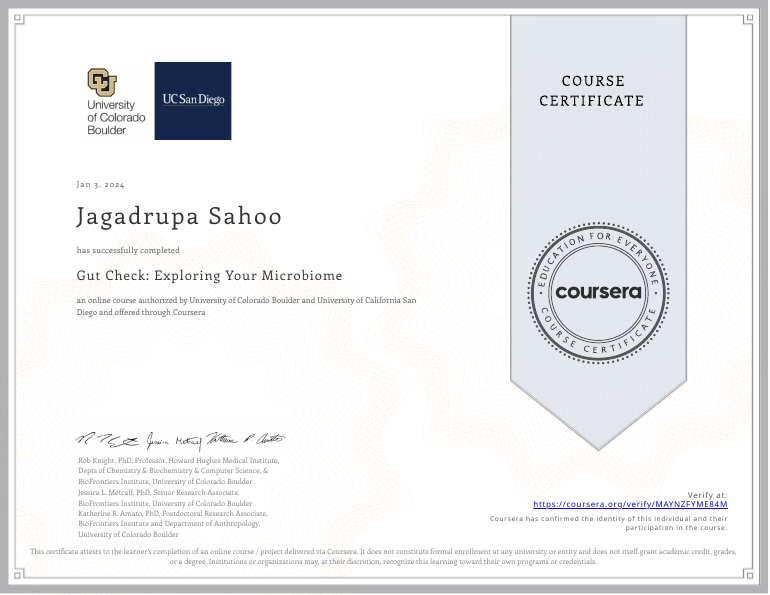 University
of Colorado
Boulder
UC San Diego
COURSE
CERTIFICATE
Jan 3, 2024
Jagadrupa Sahoo
has successfully completed
Gut Check: Exploring Your Microbiome
an online course authorized by University of Colorado Boulder and University of California San
Diego and offered through Coursera
EDUCATION FOR EVERYONE
coursera
COURSE CERTIFICATE
Rob Knight, PhD, Professor, Howard Hughes Medical Institute,
Depts of Chemistry & Biochemistry & Computer Science, &
BioFrontiers Institute, University of Colorado Boulder
Jessica L. Metcalf, PhD, Senior Research Associate,
BioFrontiers Institute, University of Colorado Boulder
Katherine R. Amato, PhD, Postdoctoral Research Associate,
BioFrontiers Institute and Department of Anthropology,
University of Colorado Boulder
Verify at:
https://coursera.org/verify/MAYNZFYME84M
Coursera has confirmed the identity of this individual and their
participation in the course.
This certificate attests to the learner's completion of an online course / project delivered via Coursera. It does not constitute formal enrollment at any university or entity and does not itself grant academic credit, grades,
or a degree. Institutions or organizations may, at their discretion, recognize this learning toward their own programs or credentials.